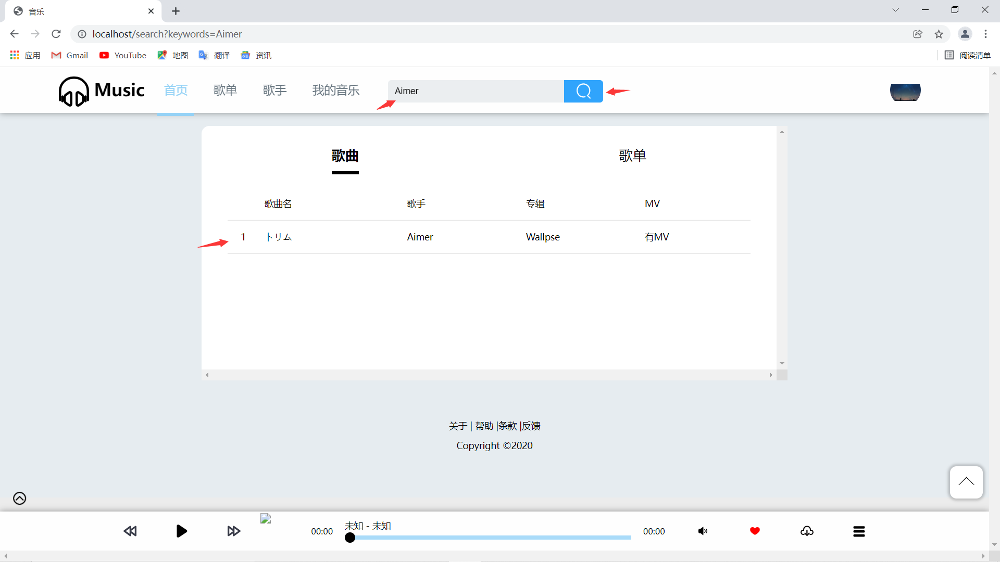 音乐
localhost/search?keywords=Aimer
应用 Gmail YouTube 地图 翻译 资讯 阅读清单
Music 首页 歌单 歌手 我的音乐 Aimer
歌曲 歌单
歌曲名 歌手 专辑 MV
1 トリム Aimer Wallpse 有MV
关于 | 帮助 |条款 |反馈
Copyright ©2020
未知 - 未知
00:00 00:00